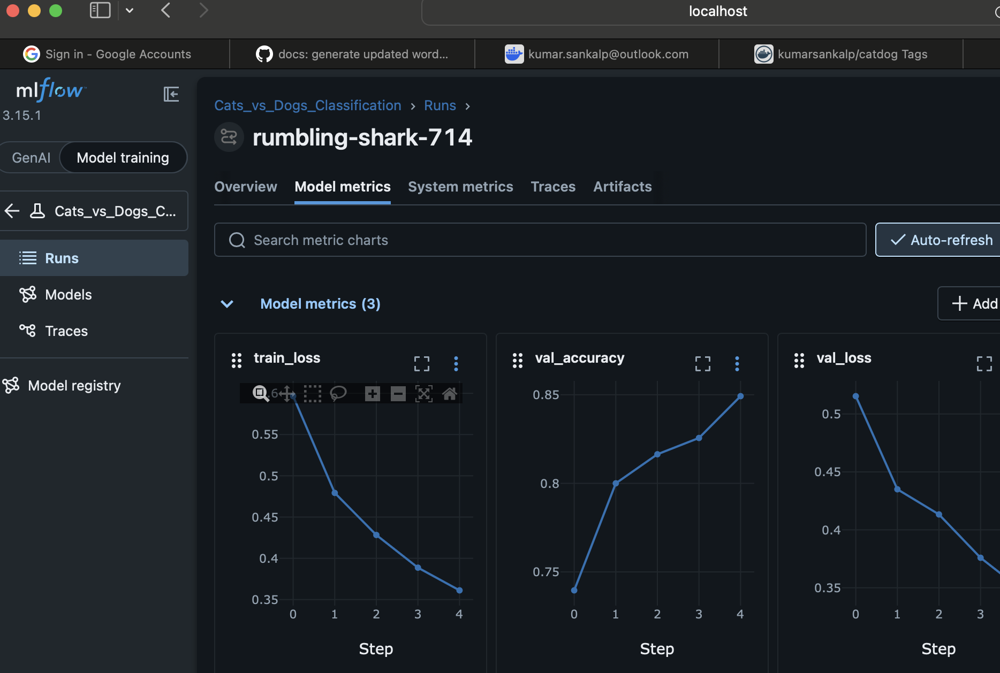 localhost
Sign in - Google Accounts
docs: generate updated word...
kumar.sankalp@outlook.com
kumarsankalp/catdog Tags
mlflow™
3.15.1
GenAI
Model training
Cats_vs_Dogs_C...
Runs
Models
Traces
Model registry
Cats_vs_Dogs_Classification › Runs ›
rumbling-shark-714
Overview
Model metrics
System metrics
Traces
Artifacts
Search metric charts
Auto-refresh
Model metrics (3)
Add
train_loss
.6
0.55
0.5
0.45
0.4
0.35
0 1 2 3 4
Step
val_accuracy
0.85
0.8
0.75
0 1 2 3 4
Step
val_loss
0.5
0.45
0.4
0.35
0 1 2 3
Step